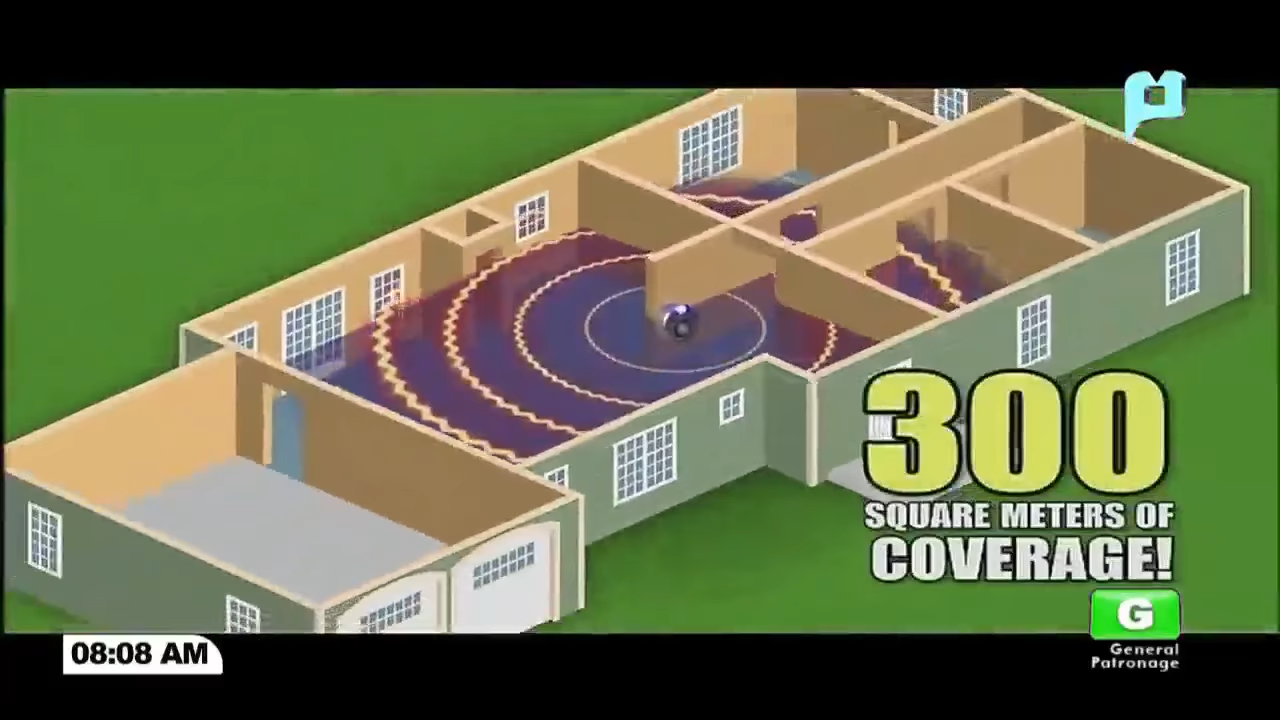 300
SQUARE METERS OF
COVERAGE!
G
General
Patronage
08:08 AM